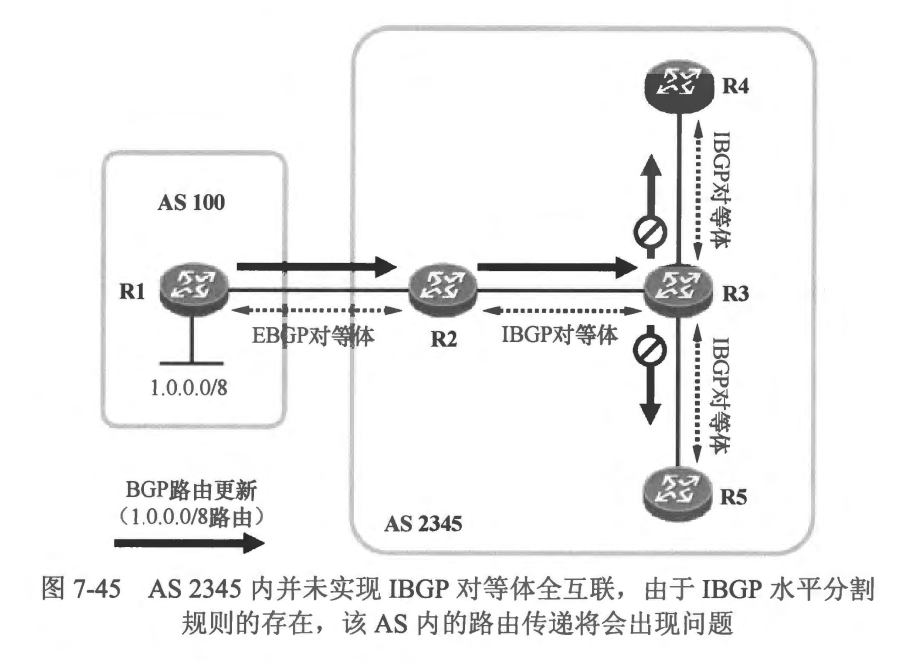 R4
IBGP对等体
AS 100
R1
R2
R3
EBGP对等体
IBGP对等体
1.0.0.0/8
IBGP对等体
BGP路由更新
（1.0.0.0/8路由）
R5
AS 2345
图 7-45 AS 2345 内并未实现 IBGP 对等体全互联，由于 IBGP 水平分割
规则的存在，该 AS 内的路由传递将会出现问题